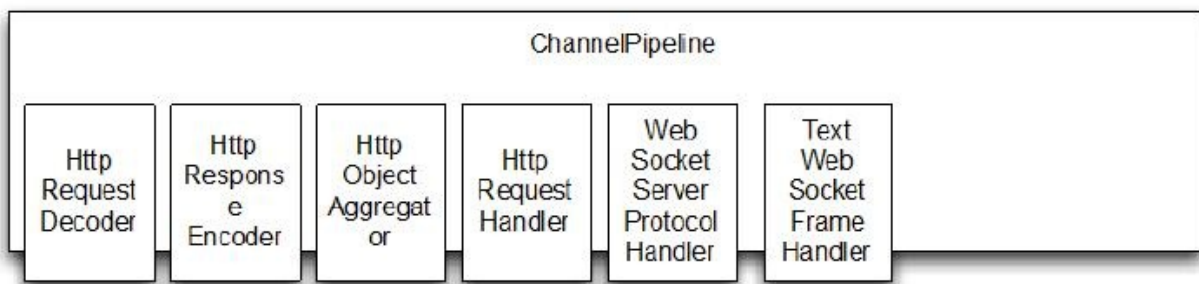 ChannelPipeline
Http
Request
Decoder
Http
Respons
e
Encoder
Http
Object
Aggregat
or
Http
Request
Handler
Web
Socket
Server
Protocol
Handler
Text
Web
Socket
Frame
Handler